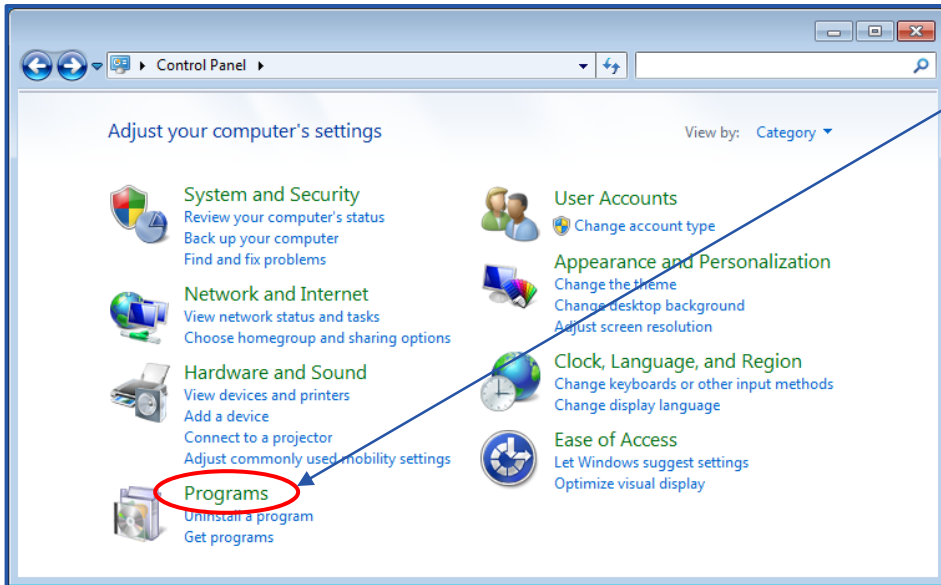 Control Panel
Adjust your computer's settings
View by: Category
System and Security
Review your computer's status
Back up your computer
Find and fix problems
Network and Internet
View network status and tasks
Choose homegroup and sharing options
Hardware and Sound
View devices and printers
Add a device
Connect to a projector
Adjust commonly used mobility settings
Programs
Uninstall a program
Get programs
User Accounts
Change account type
Appearance and Personalization
Change the theme
Change desktop background
Adjust screen resolution
Clock, Language, and Region
Change keyboards or other input methods
Change display language
Ease of Access
Let Windows suggest settings
Optimize visual display